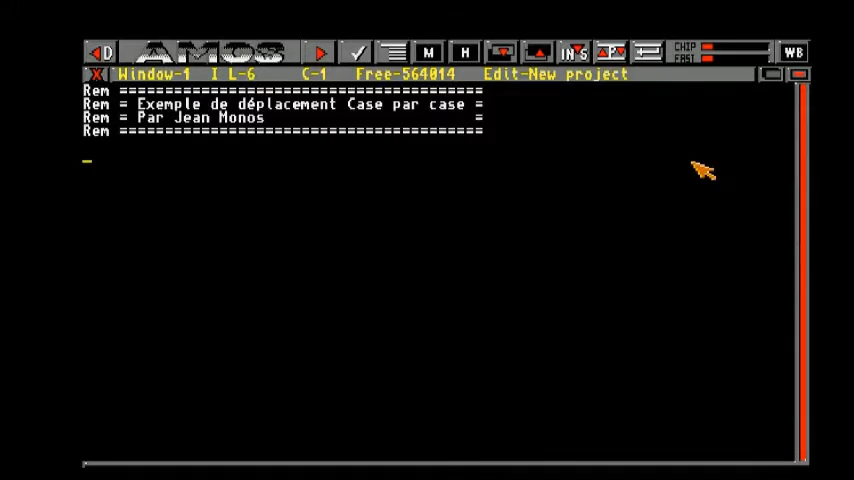 D AMOS M H INS AP CHIP FAST WB
X Window-1 I L-6 C-1 Free-564014 Edit-New project
Rem ========================================
Rem = Exemple de déplacement Case par case =
Rem = Par Jean Monos =
Rem ========================================